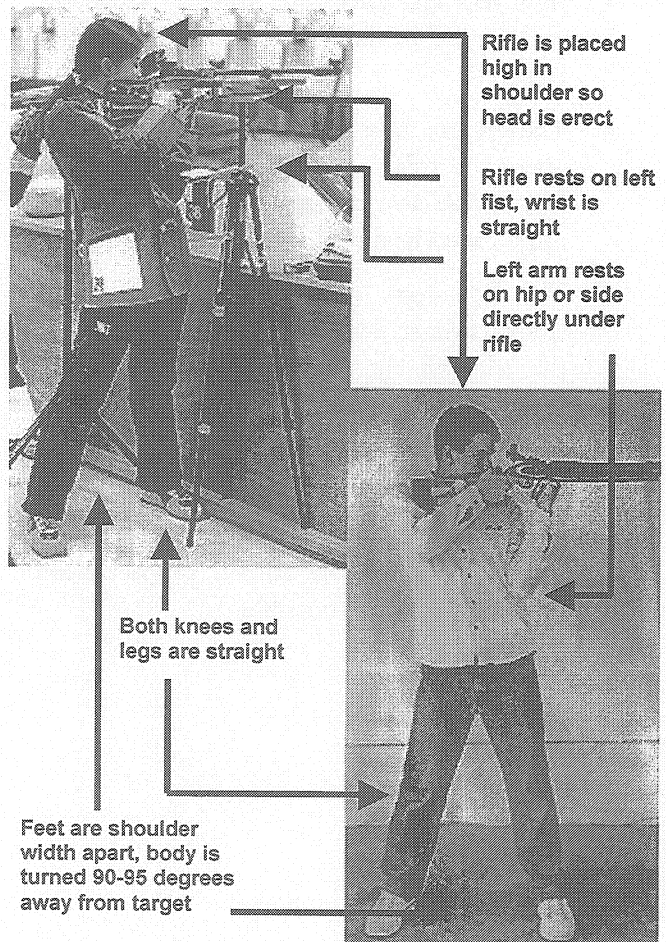 Rifle is placed
high in
shoulder so
head is erect
Rifle rests on left
fist, wrist is
straight
Left arm rests
on hip or side
directly under
rifle
Both knees and
legs are straight
Feet are shoulder
width apart, body is
turned 90-95 degrees
away from target